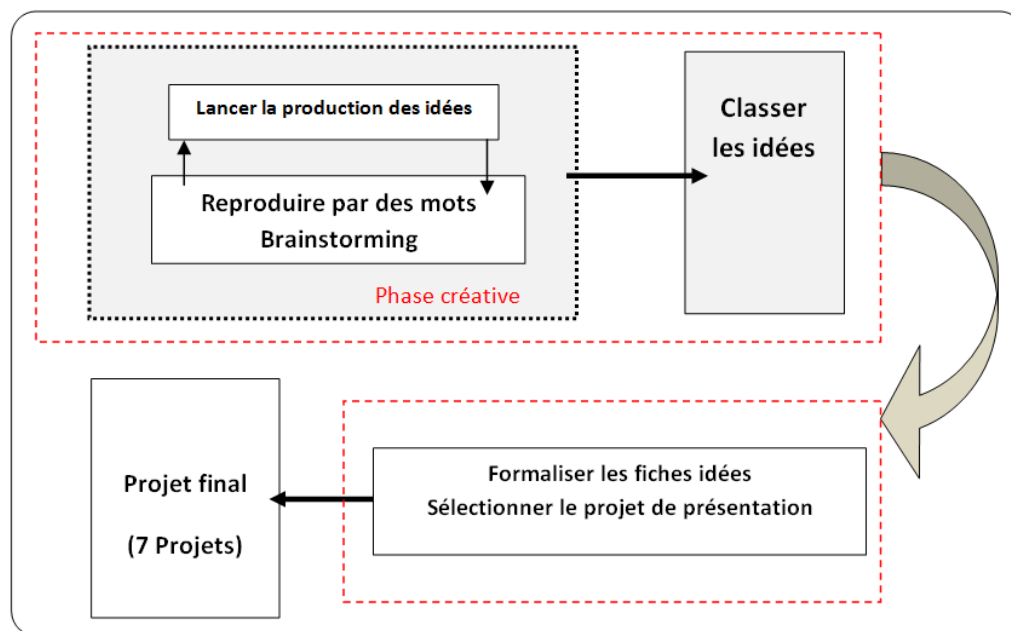 Lancer la production des idées
Reproduire par des mots
Brainstorming
Phase créative
Classer
les idées
Projet final
(7 Projets)
Formaliser les fiches idées
Sélectionner le projet de présentation